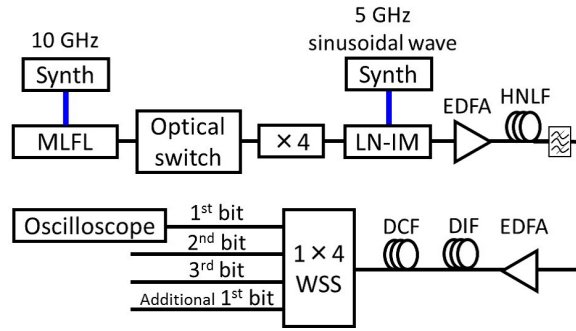 10 GHz
Synth
MLFL
Optical
switch
×4
5 GHz
sinusoidal wave
Synth
LN-IM
EDFA
HNLF
Oscilloscope
1st bit
2nd bit
3rd bit
Additional 1st bit
1×4
WSS
DCF
DIF
EDFA